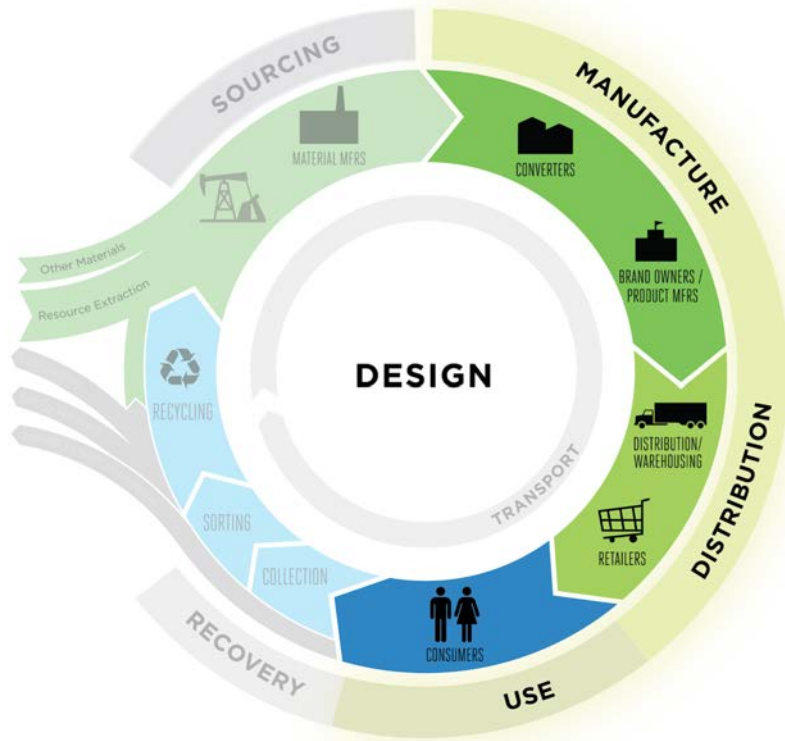 SOURCING
MANUFACTURE
MATERIAL MFRS
CONVERTERS
BRAND OWNERS /
PRODUCT MFRS
Other Materials
Resource Extraction
DESIGN
RECYCLING
DISTRIBUTION/
WAREHOUSING
DISTRIBUTION
TRANSPORT
SORTING
RETAILERS
COLLECTION
CONSUMERS
RECOVERY
USE